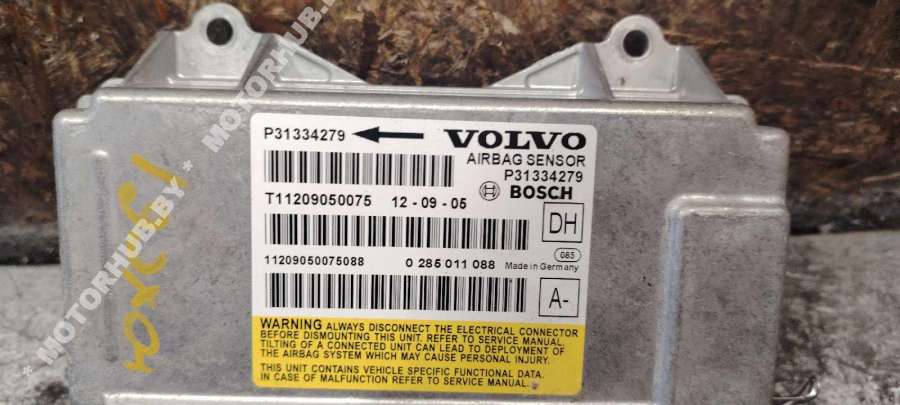 P31334279 VOLVO
AIRBAG SENSOR
P31334279
BOSCH
T11209050075 12-09-05
DH
085
11209050075088 0 285 011 088 Made in Germany
A-
WARNING ALWAYS DISCONNECT THE ELECTRICAL CONNECTOR
BEFORE DISMOUNTING THIS UNIT. REFER TO SERVICE MANUAL.
TILTING OF A CONNECTED UNIT CAN LEAD TO DEPLOYMENT OF
THE AIRBAG SYSTEM WHICH MAY CAUSE PERSONAL INJURY.
THIS UNIT CONTAINS VEHICLE SPECIFIC FUNCTIONAL DATA.
IN CASE OF MALFUNCTION REFER TO SERVICE MANUAL.
* MOTORHUB.BY * MOTORHUB.BY
* MOTORHUB.BY